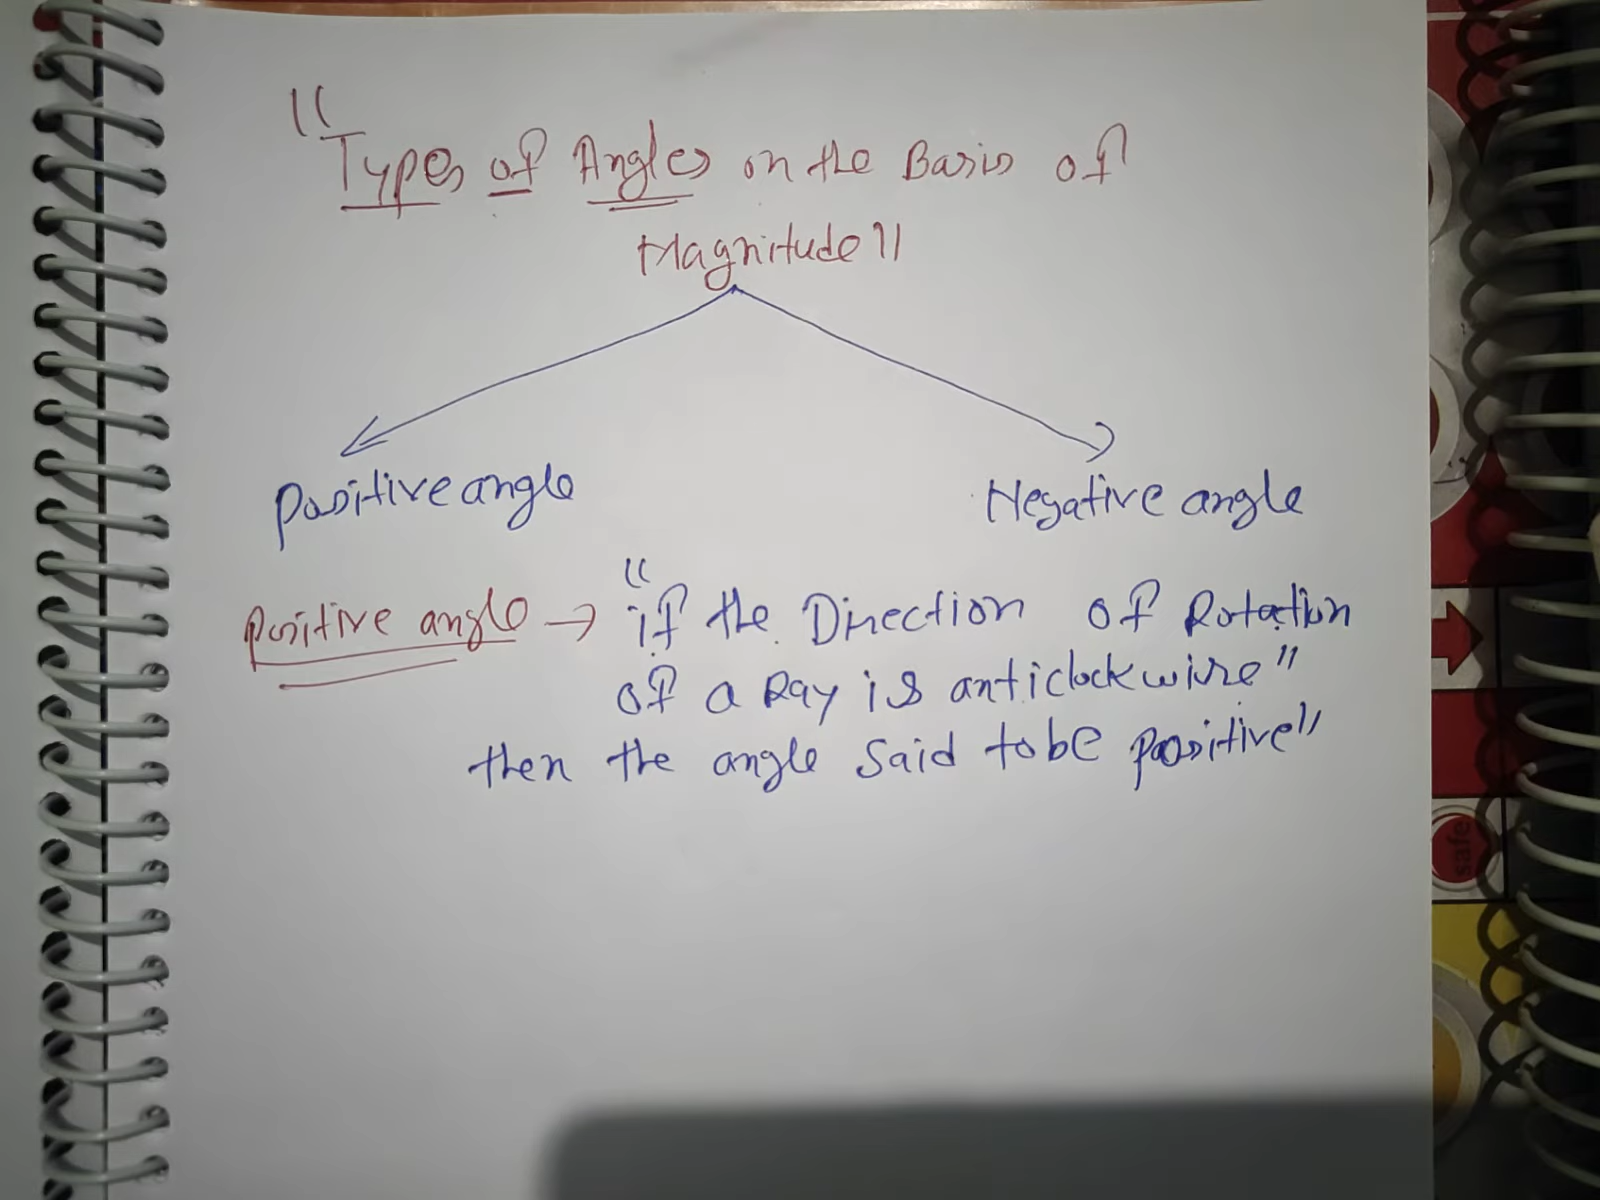 "Types of Angles on the Basis of
Magnitude"
Positive angle
Negative angle
Positive angle → "if the Direction of Rotation
of a Ray is anticlockwise"
then the angle Said to be positive"
safe